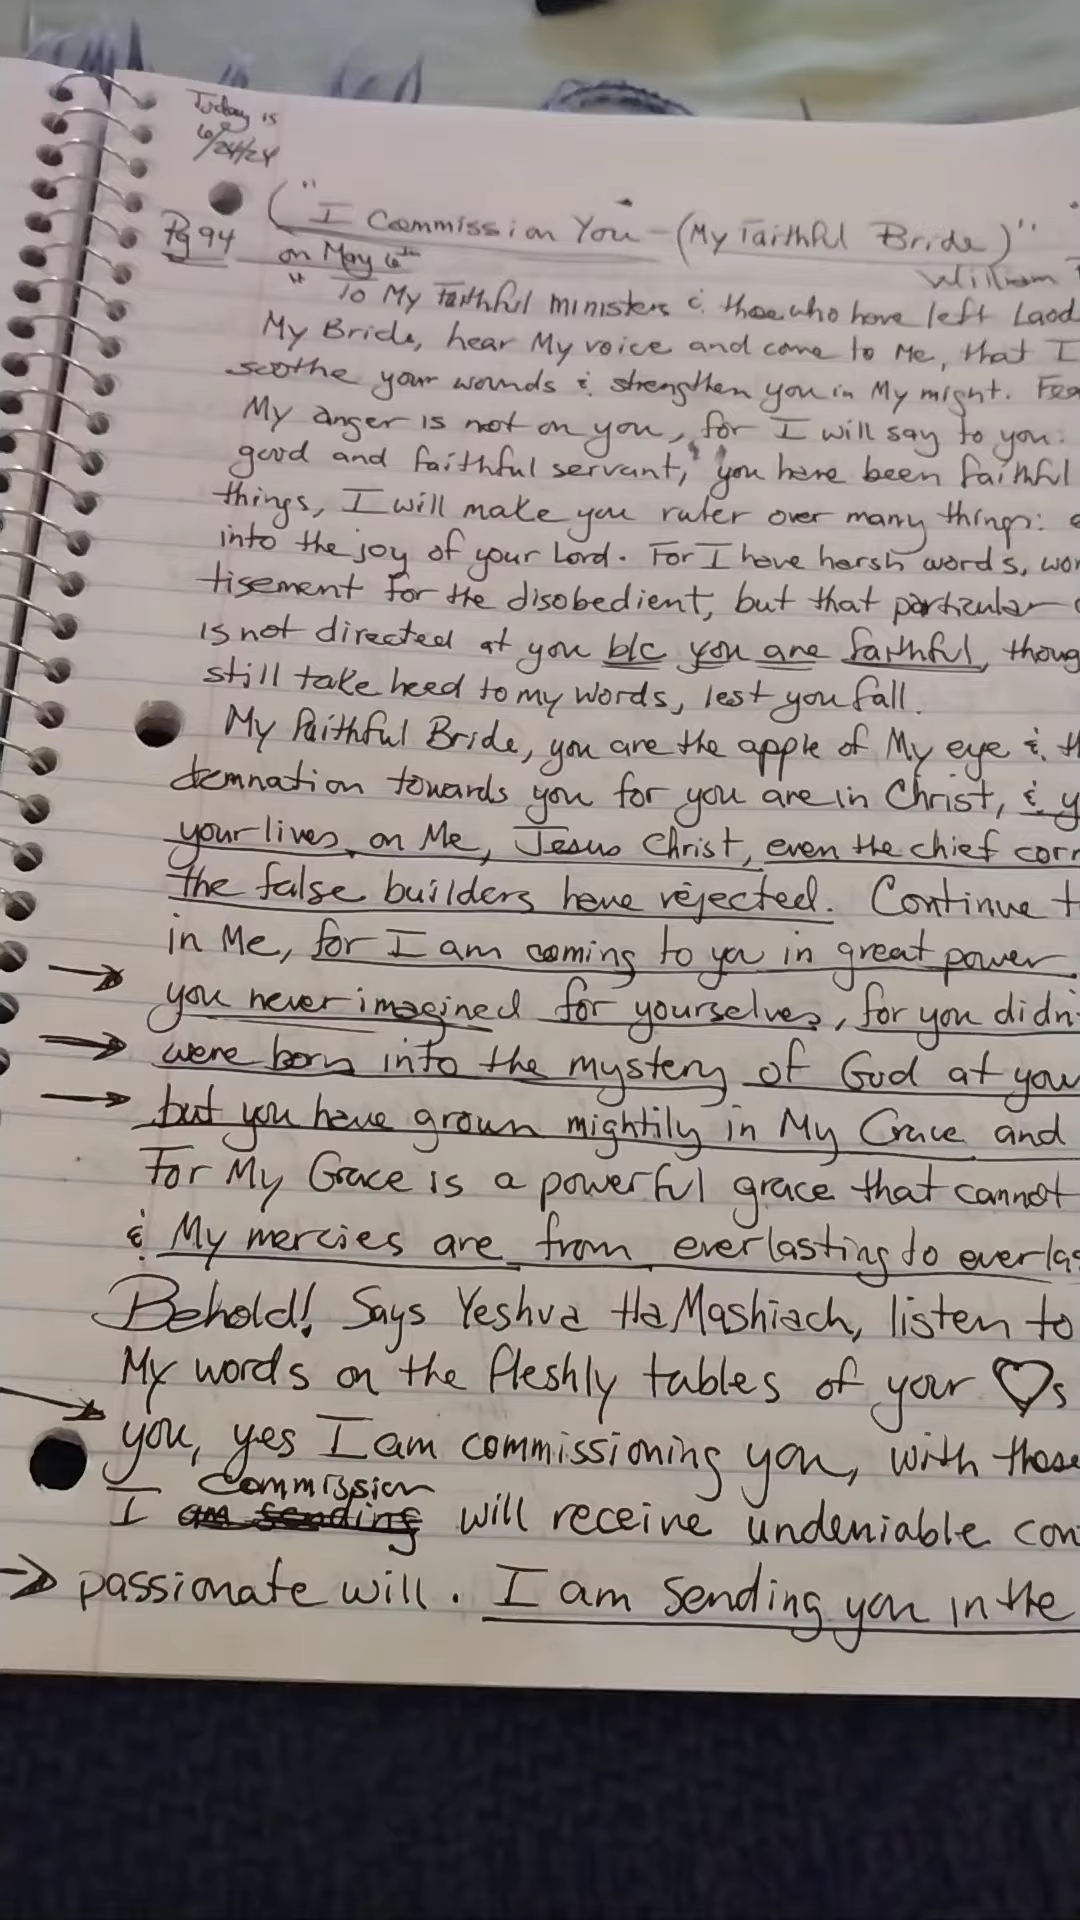 Today is
6/24/24
("I Commission You - (My Faithful Bride)"
Pg 94
on May 6th
William
"To My Faithful ministers & those who have left Laod
My Bride, hear My voice and come to Me, that I
soothe your wounds & strengthen you in My might. Fea
My anger is not on you, for I will say to you:
good and faithful servant, you have been faithful
things, I will make you ruler over many things:
into the joy of your Lord. For I have harsh words, wor
tisement for the disobedient, but that particular
is not directed at you b/c you are faithful, thoug
still take heed to my words, lest you fall.
My Faithful Bride, you are the apple of My eye & th
demnation towards you for you are in Christ, & y
your lives on Me, Jesus Christ, even the chief corn
the false builders have rejected. Continue t
in Me, for I am coming to you in great power
→ you never imagined for yourselves, for you didn
→ were born into the mystery of God at you
→ but you have grown mightily in My Grace and
For My Grace is a powerful grace that cannot
& My mercies are from everlasting to everlas
Behold! Says Yeshua HaMashiach, listen to
My words on the fleshly tables of your ♡s
→ you, yes I am commissioning you, with those
commission
I am sending will receive undeniable con
→ passionate will. I am sending you in the